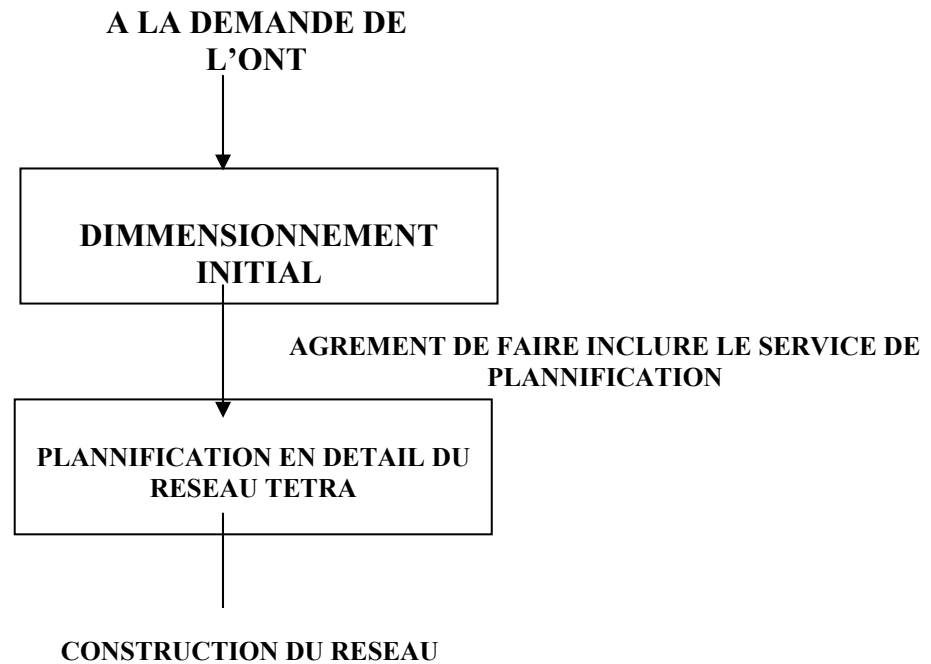 A LA DEMANDE DE
L’ONT
DIMMENSIONNEMENT
INITIAL
AGREMENT DE FAIRE INCLURE LE SERVICE DE
PLANNIFICATION
PLANNIFICATION EN DETAIL DU
RESEAU TETRA
CONSTRUCTION DU RESEAU